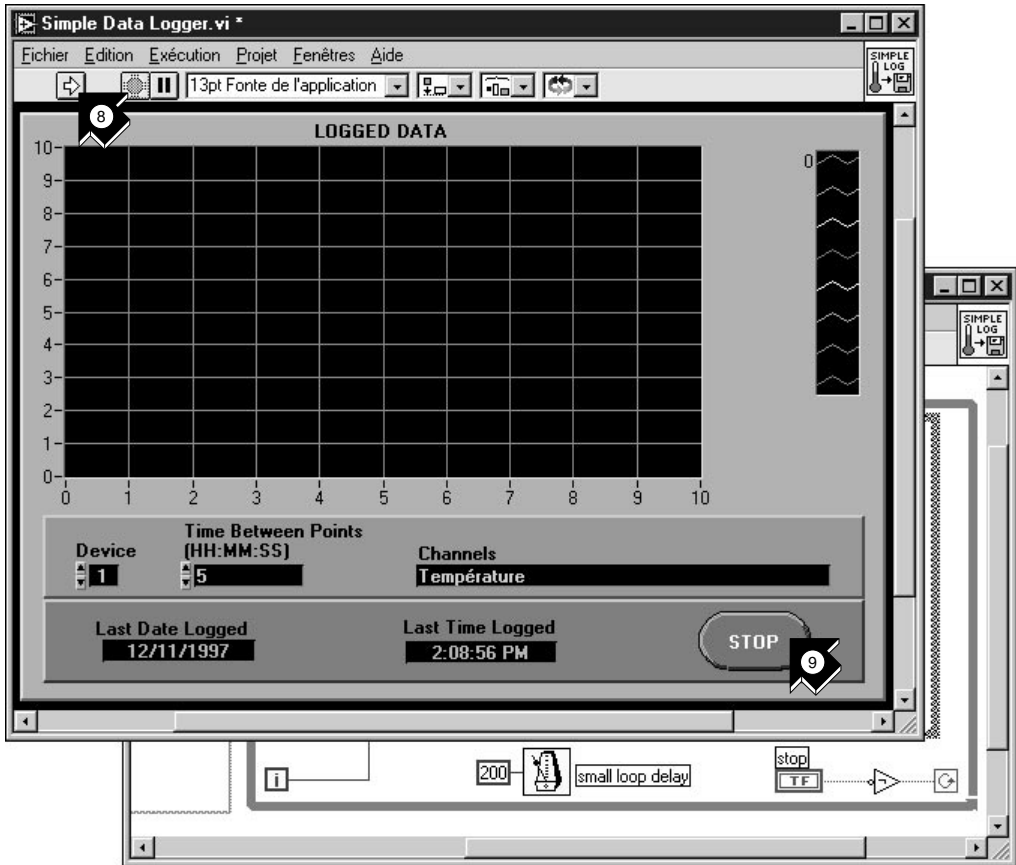 Simple Data Logger.vi *
Fichier Edition Exécution Projet Fenêtres Aide
SIMPLE
LOG
13pt Fonte de l'application
8
LOGGED DATA
10
9
8
7
6
5
4
3
2
1
0
0 1 2 3 4 5 6 7 8 9 10
0
Device
1
Time Between Points
(HH:MM:SS)
5
Channels
Température
Last Date Logged
12/11/1997
Last Time Logged
2:08:56 PM
STOP
9
SIMPLE
LOG
i
200
small loop delay
stop
TF